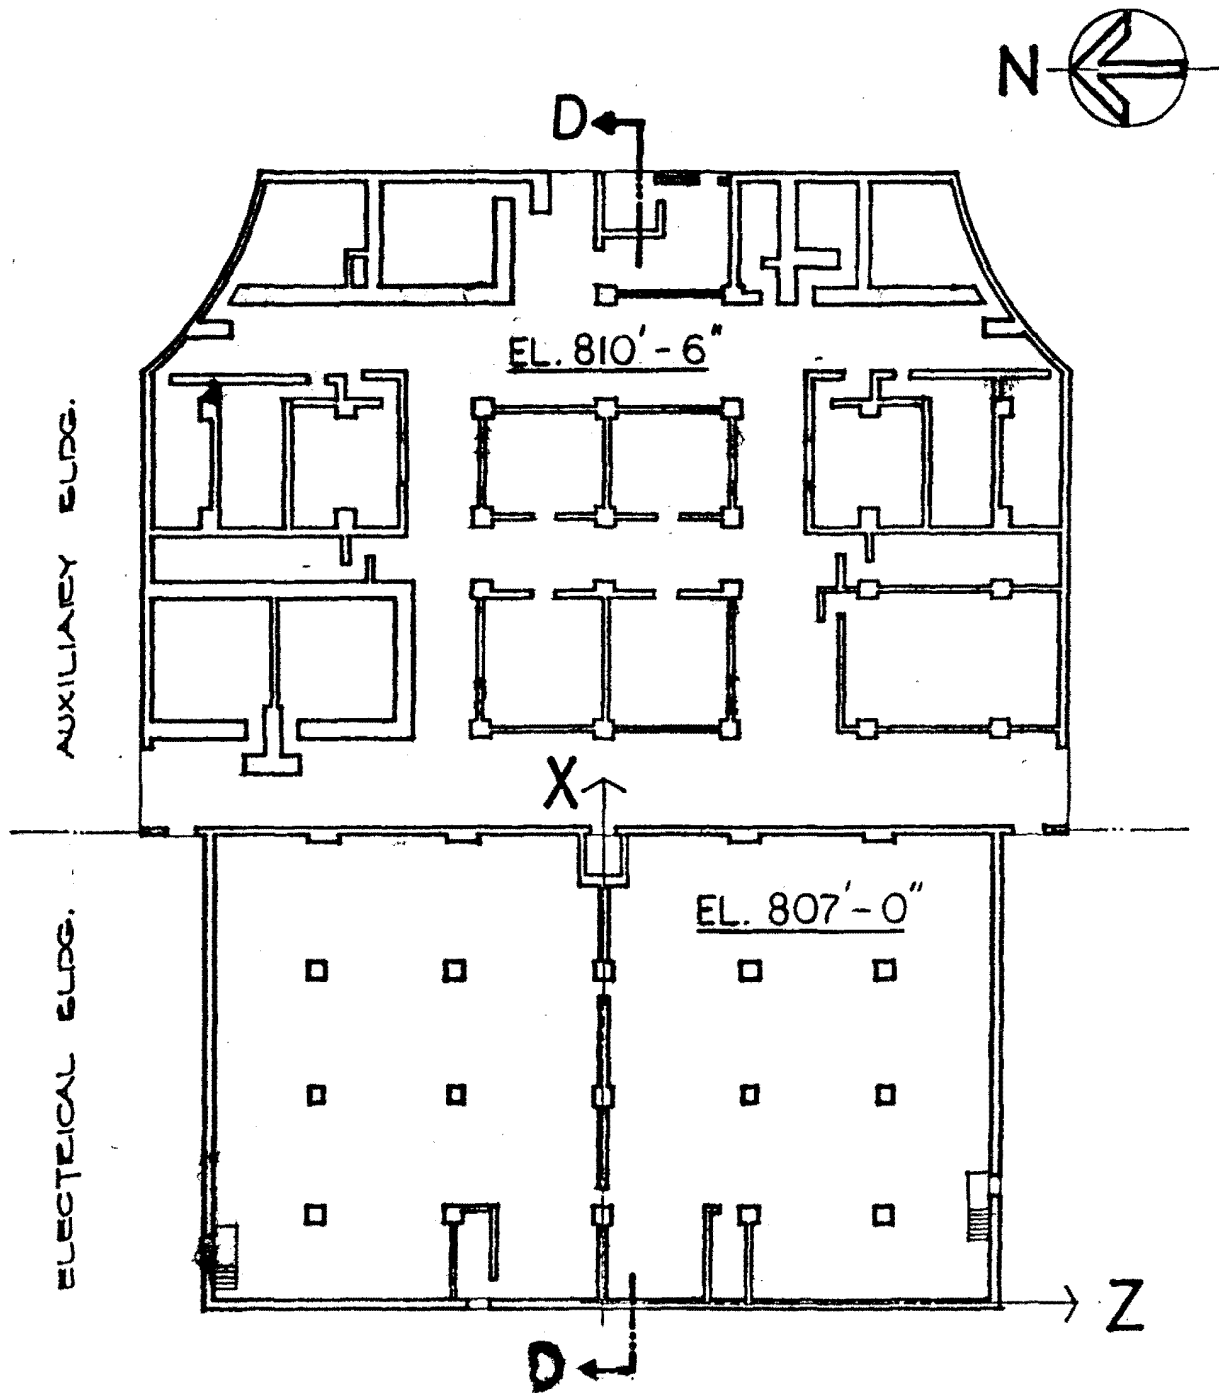 N
D
EL. 810'-6"
AUXILIARY BLDG.
X
EL. 807'-0"
ELECTRICAL BLDG.
Z
D